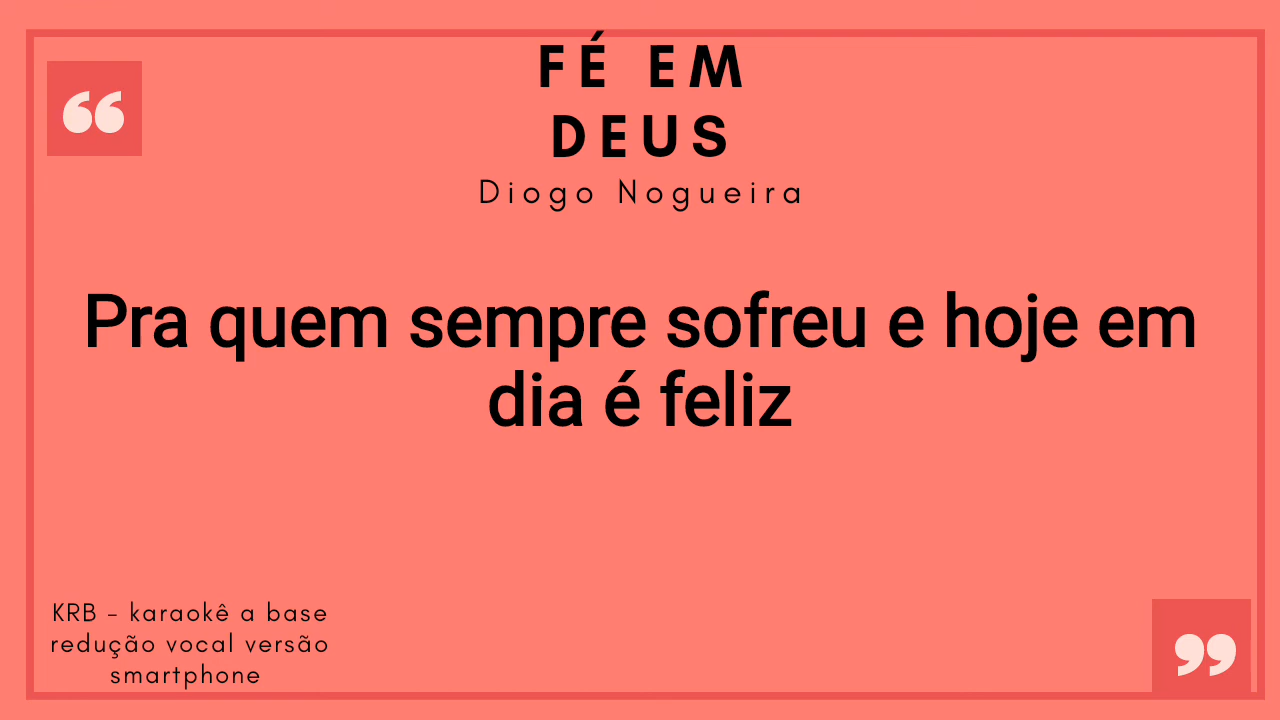 FÉ EM
DEUS
Diogo Nogueira
Pra quem sempre sofreu e hoje em
dia é feliz
KRB - karaokê a base
redução vocal versão
smartphone